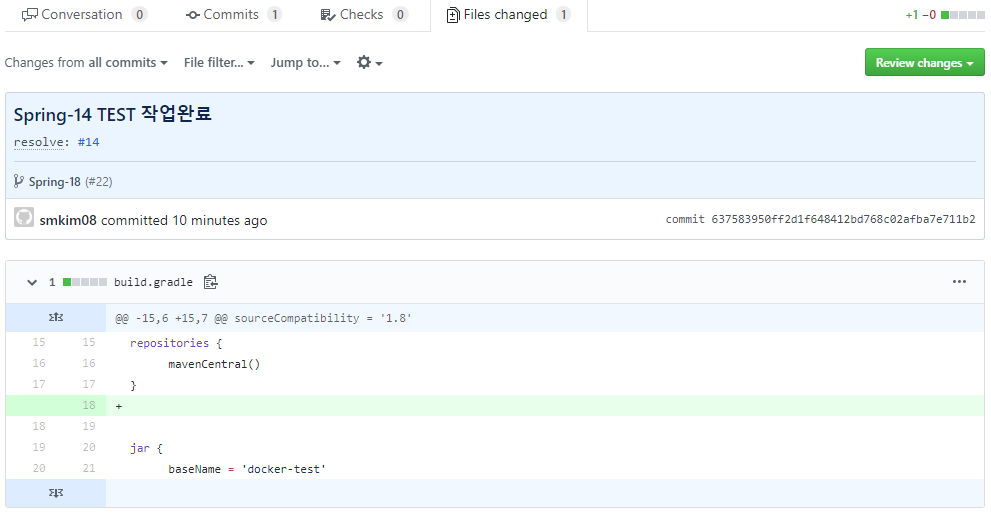 Conversation 0 Commits 1 Checks 0 Files changed 1 +1 −0
Changes from all commits File filter... Jump to... Review changes
Spring-14 TEST 작업완료
resolve: #14
Spring-18 (#22)
smkim08 committed 10 minutes ago commit 637583950ff2d1f648412bd768c02afba7e711b2
1 build.gradle
@@ -15,6 +15,7 @@ sourceCompatibility = '1.8'
15 15 repositories {
16 16 mavenCentral()
17 17 }
18 +
18 19
19 20 jar {
20 21 baseName = 'docker-test'